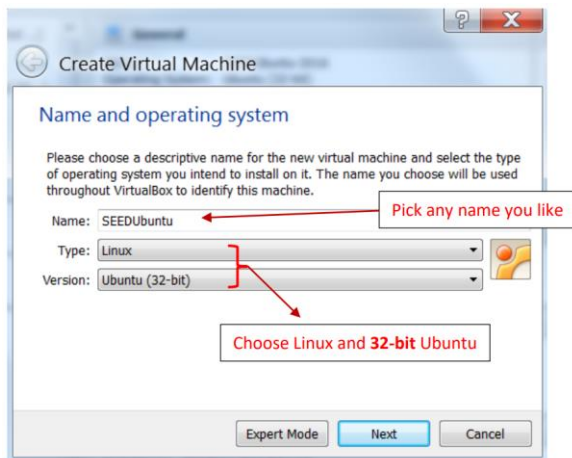 Create Virtual Machine
Name and operating system
Please choose a descriptive name for the new virtual machine and select the type
of operating system you intend to install on it. The name you choose will be used
throughout VirtualBox to identify this machine.
Pick any name you like
Name: SEEDUbuntu
Type: Linux
Version: Ubuntu (32-bit)
Choose Linux and 32-bit Ubuntu
Expert Mode Next Cancel